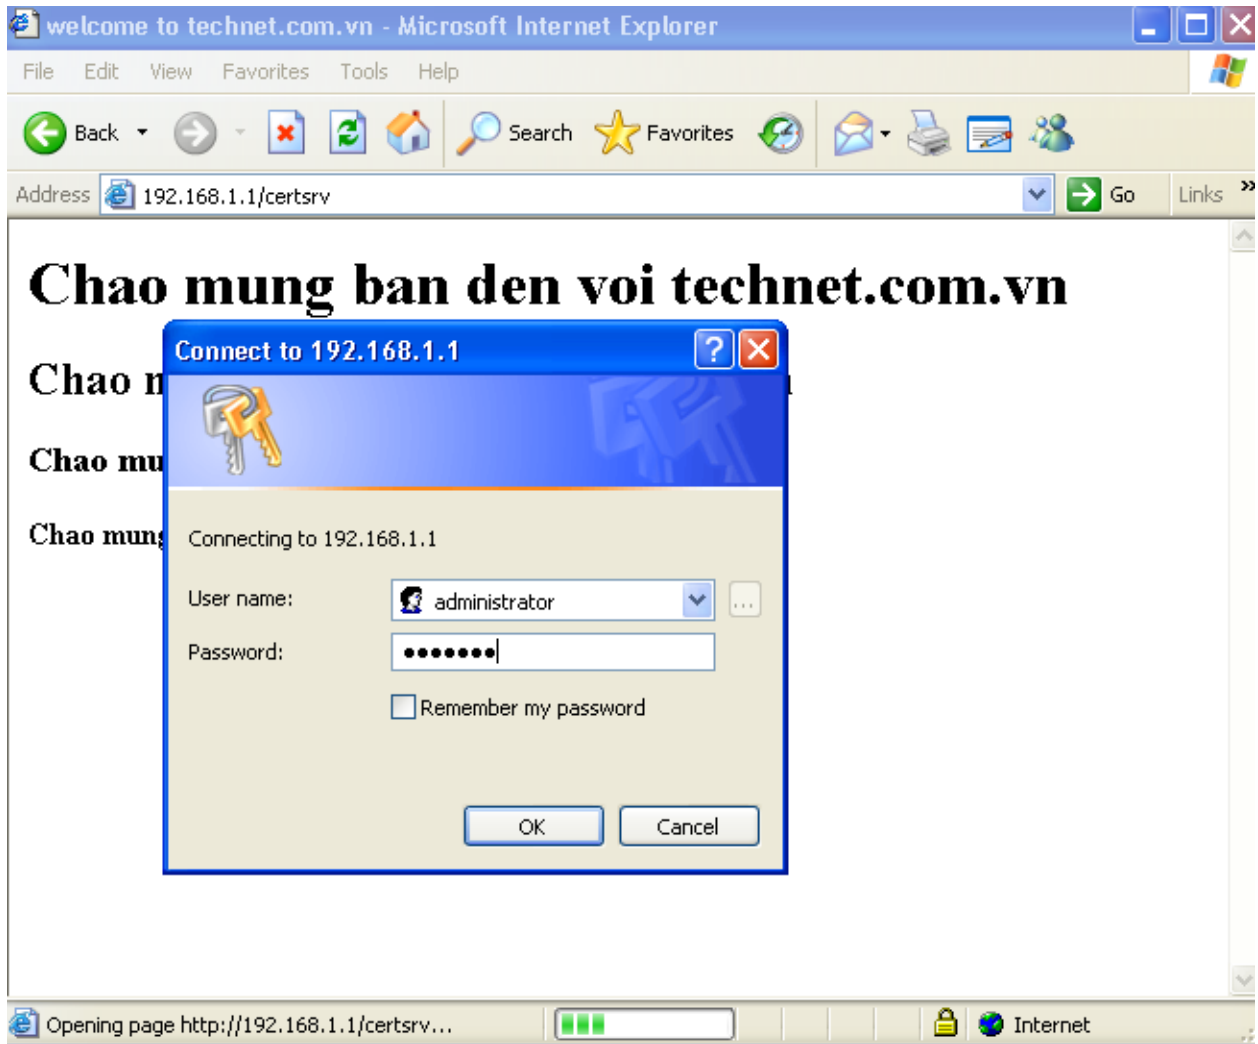 welcome to technet.com.vn - Microsoft Internet Explorer
File Edit View Favorites Tools Help
Back Search Favorites
Address 192.168.1.1/certsrv Go Links »
Chao mung ban den voi technet.com.vn
Chao m
Chao mu
Chao mung
Connect to 192.168.1.1
Connecting to 192.168.1.1
User name: administrator ...
Password: •••••••
Remember my password
OK Cancel
Opening page http://192.168.1.1/certsrv... Internet